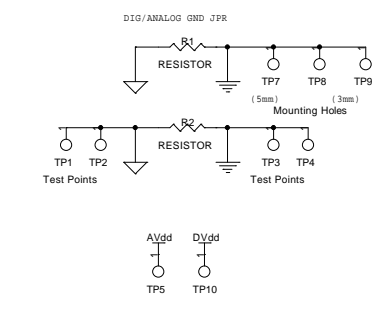 DIG/ANALOG GND JPR
R1
RESISTOR
TP7 TP8 TP9
(5mm) (3mm)
Mounting Holes
R2
RESISTOR
TP1 TP2 TP3 TP4
Test Points Test Points
AVdd DVdd
TP5 TP10